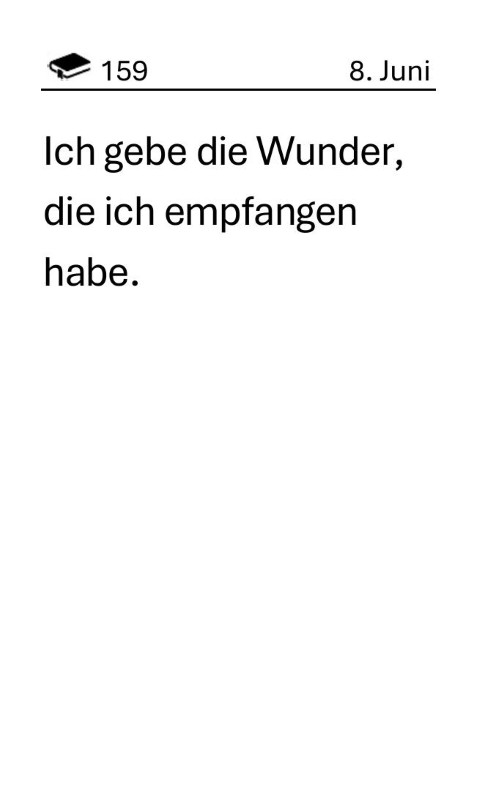 159 8. Juni
Ich gebe die Wunder,
die ich empfangen
habe.